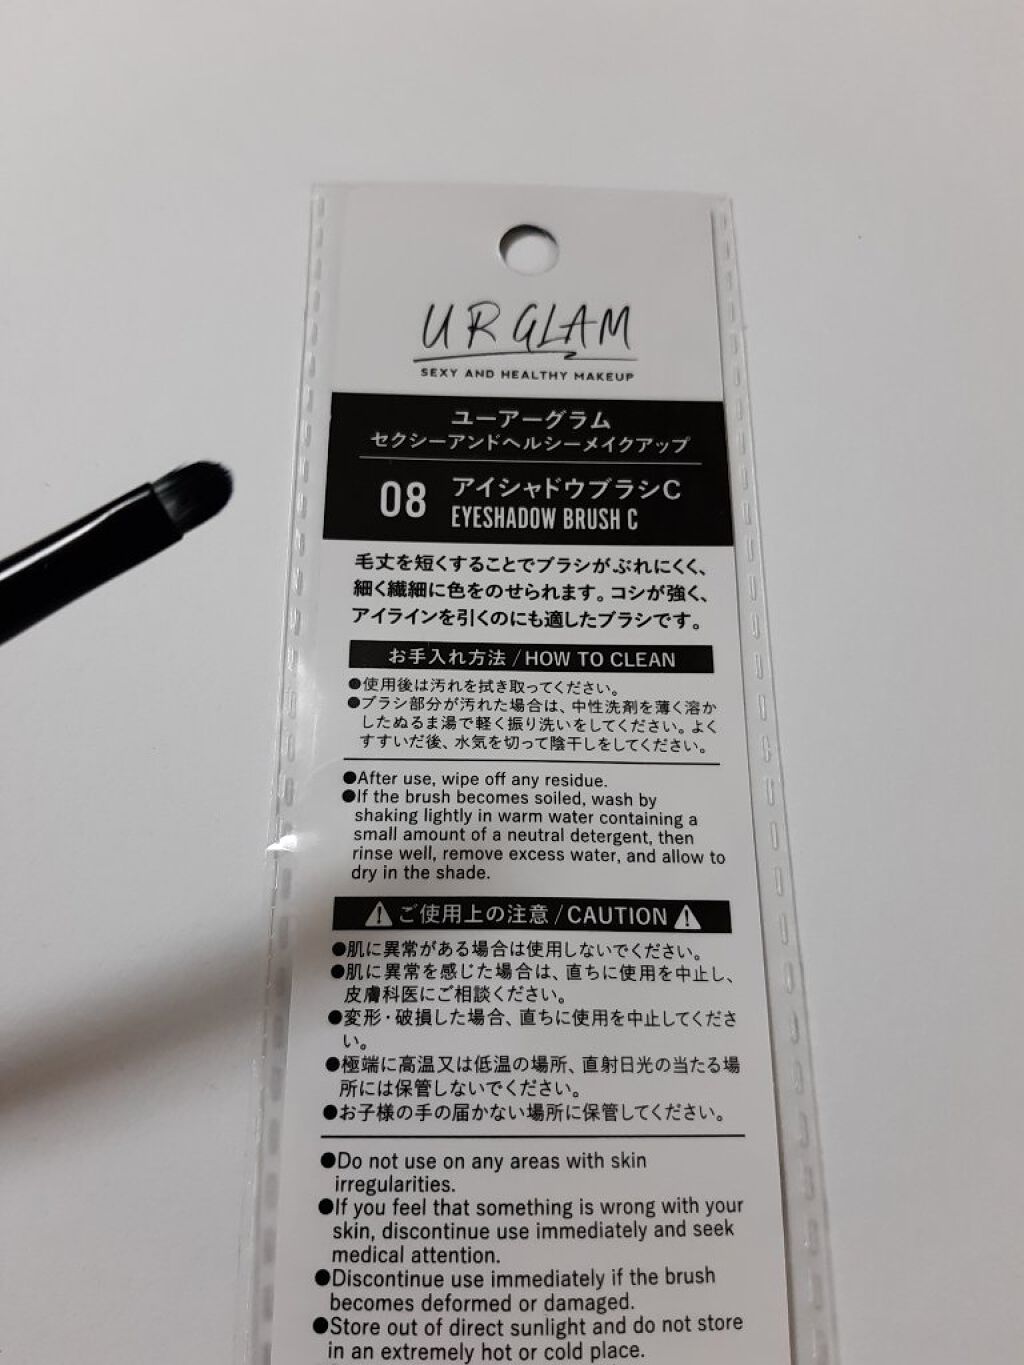 UR GLAM
SEXY AND HEALTHY MAKEUP
ユーアーグラム
セクシーアンドヘルシーメイクアップ
08 アイシャドウブラシC
EYESHADOW BRUSH C
毛丈を短くすることでブラシがぶれにくく、
細く繊細に色をのせられます。コシが強く、
アイラインを引くのにも適したブラシです。
お手入れ方法/HOW TO CLEAN
●使用後は汚れを拭き取ってください。
●ブラシ部分が汚れた場合は、中性洗剤を薄く溶か
したぬるま湯で軽く振り洗いをしてください。よく
すすいだ後、水気を切って陰干しをしてください。
●After use, wipe off any residue.
●If the brush becomes soiled, wash by
shaking lightly in warm water containing a
small amount of a neutral detergent, then
rinse well, remove excess water, and allow to
dry in the shade.
ご使用上の注意/CAUTION
●肌に異常がある場合は使用しないでください。
●肌に異常を感じた場合は、直ちに使用を中止し、
皮膚科医にご相談ください。
●変形・破損した場合、直ちに使用を中止してくださ
い。
●極端に高温又は低温の場所、直射日光の当たる場
所には保管しないでください。
●お子様の手の届かない場所に保管してください。
●Do not use on any areas with skin
irregularities.
●If you feel that something is wrong with your
skin, discontinue use immediately and seek
medical attention.
●Discontinue use immediately if the brush
becomes deformed or damaged.
●Store out of direct sunlight and do not store
in an extremely hot or cold place.